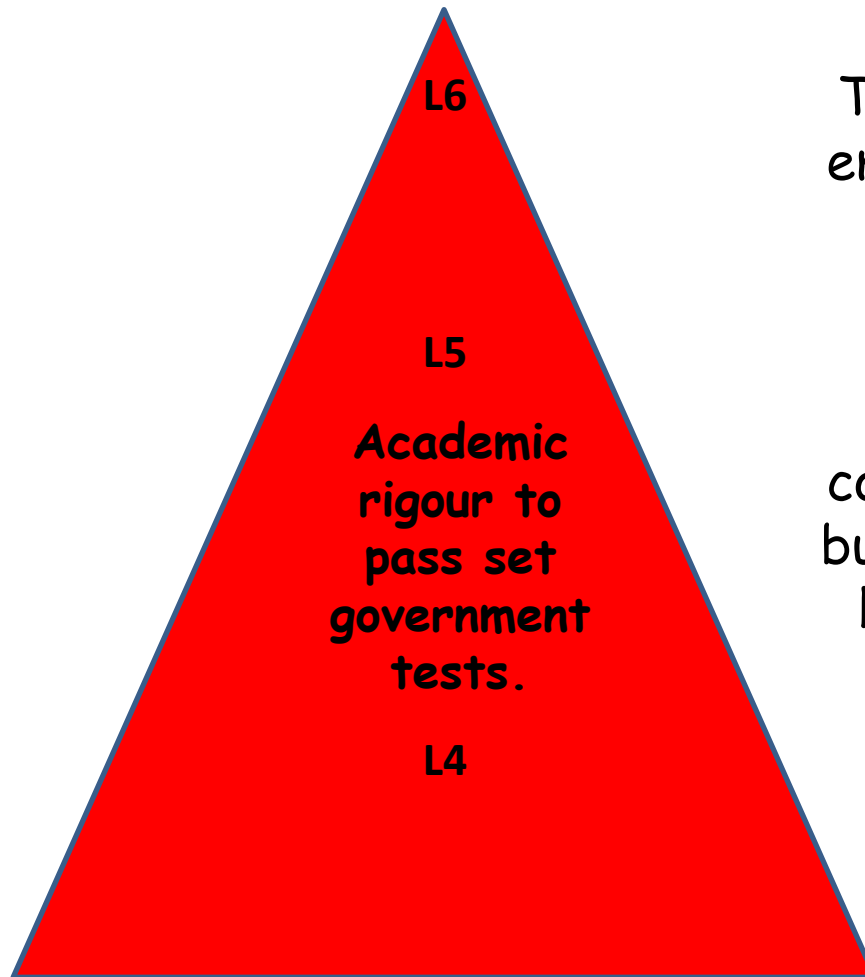 L6
L5
Academic
rigour to
pass set
government
tests.
L4